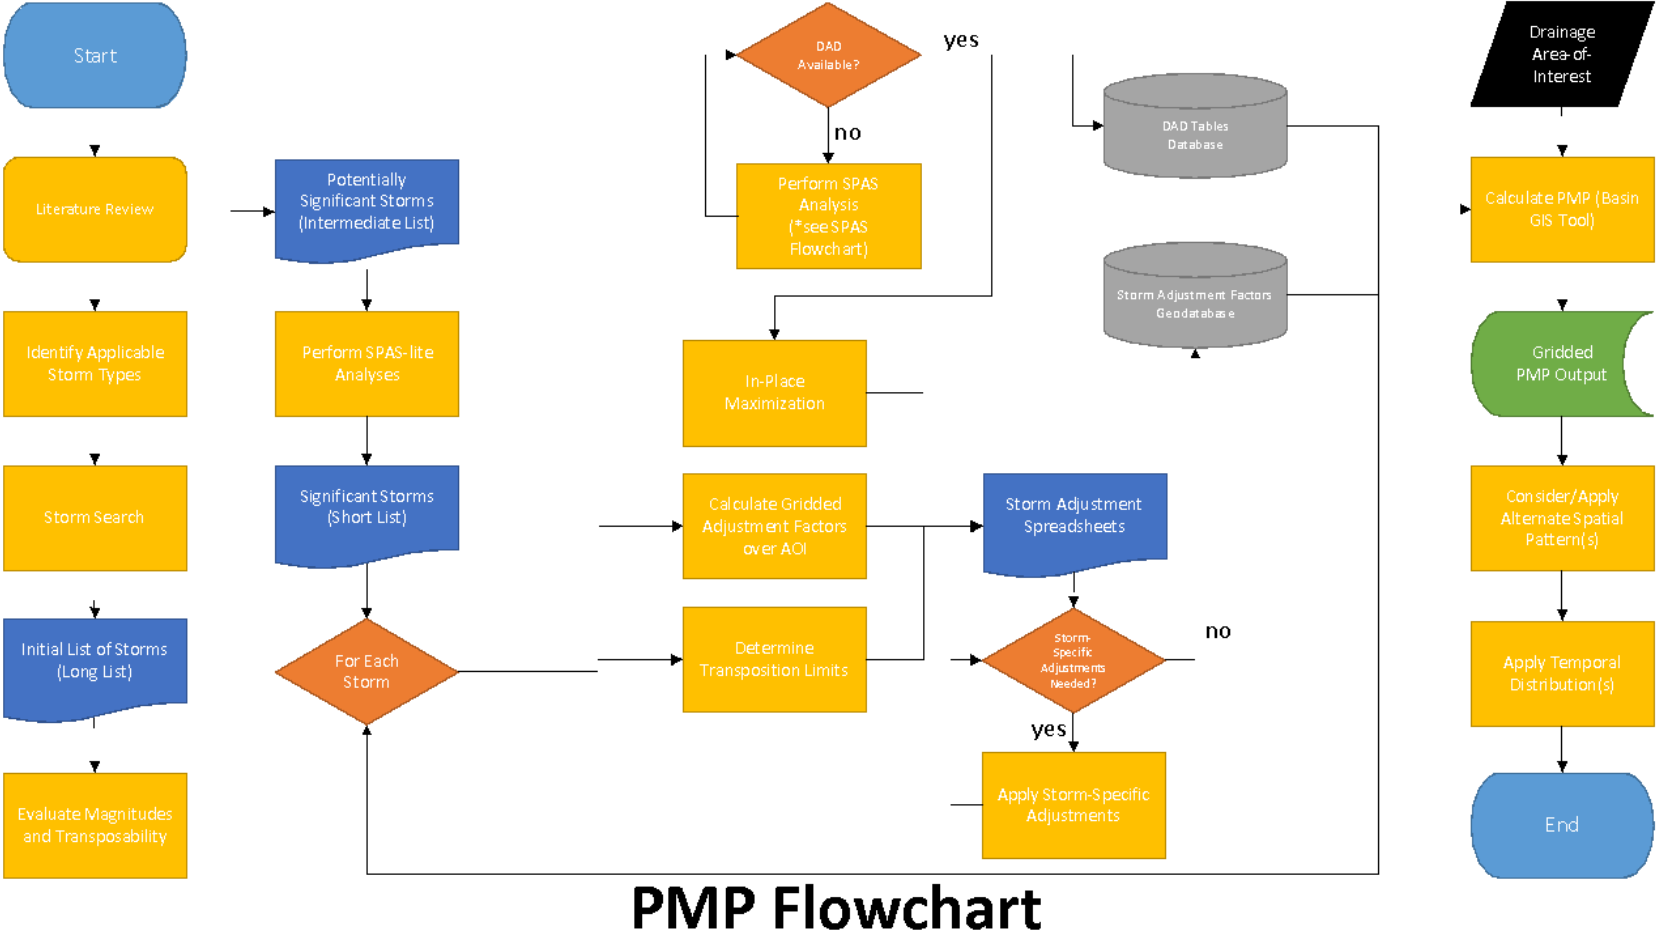 Start
Literature Review
Identify Applicable
Storm Types
Storm Search
Initial List of Storms
(Long List)
Evaluate Magnitudes
and Transposability
Potentially
Significant Storms
(Intermediate List)
Perform SPAS-lite
Analyses
Significant Storms
(Short List)
For Each
Storm
DAD
Available?
yes
no
Perform SPAS
Analysis
(*see SPAS
Flowchart)
In-Place
Maximization
Calculate Gridded
Adjustment Factors
over AOI
Determine
Transposition Limits
DAD Tables
Database
Storm Adjustment Factors
Geodatabase
Storm Adjustment
Spreadsheets
Storm-
Specific
Adjustments
Needed?
no
yes
Apply Storm-Specific
Adjustments
Drainage
Area-of-
Interest
Calculate PMP (Basin
GIS Tool)
Gridded
PMP Output
Consider/Apply
Alternate Spatial
Pattern(s)
Apply Temporal
Distribution(s)
End
PMP Flowchart